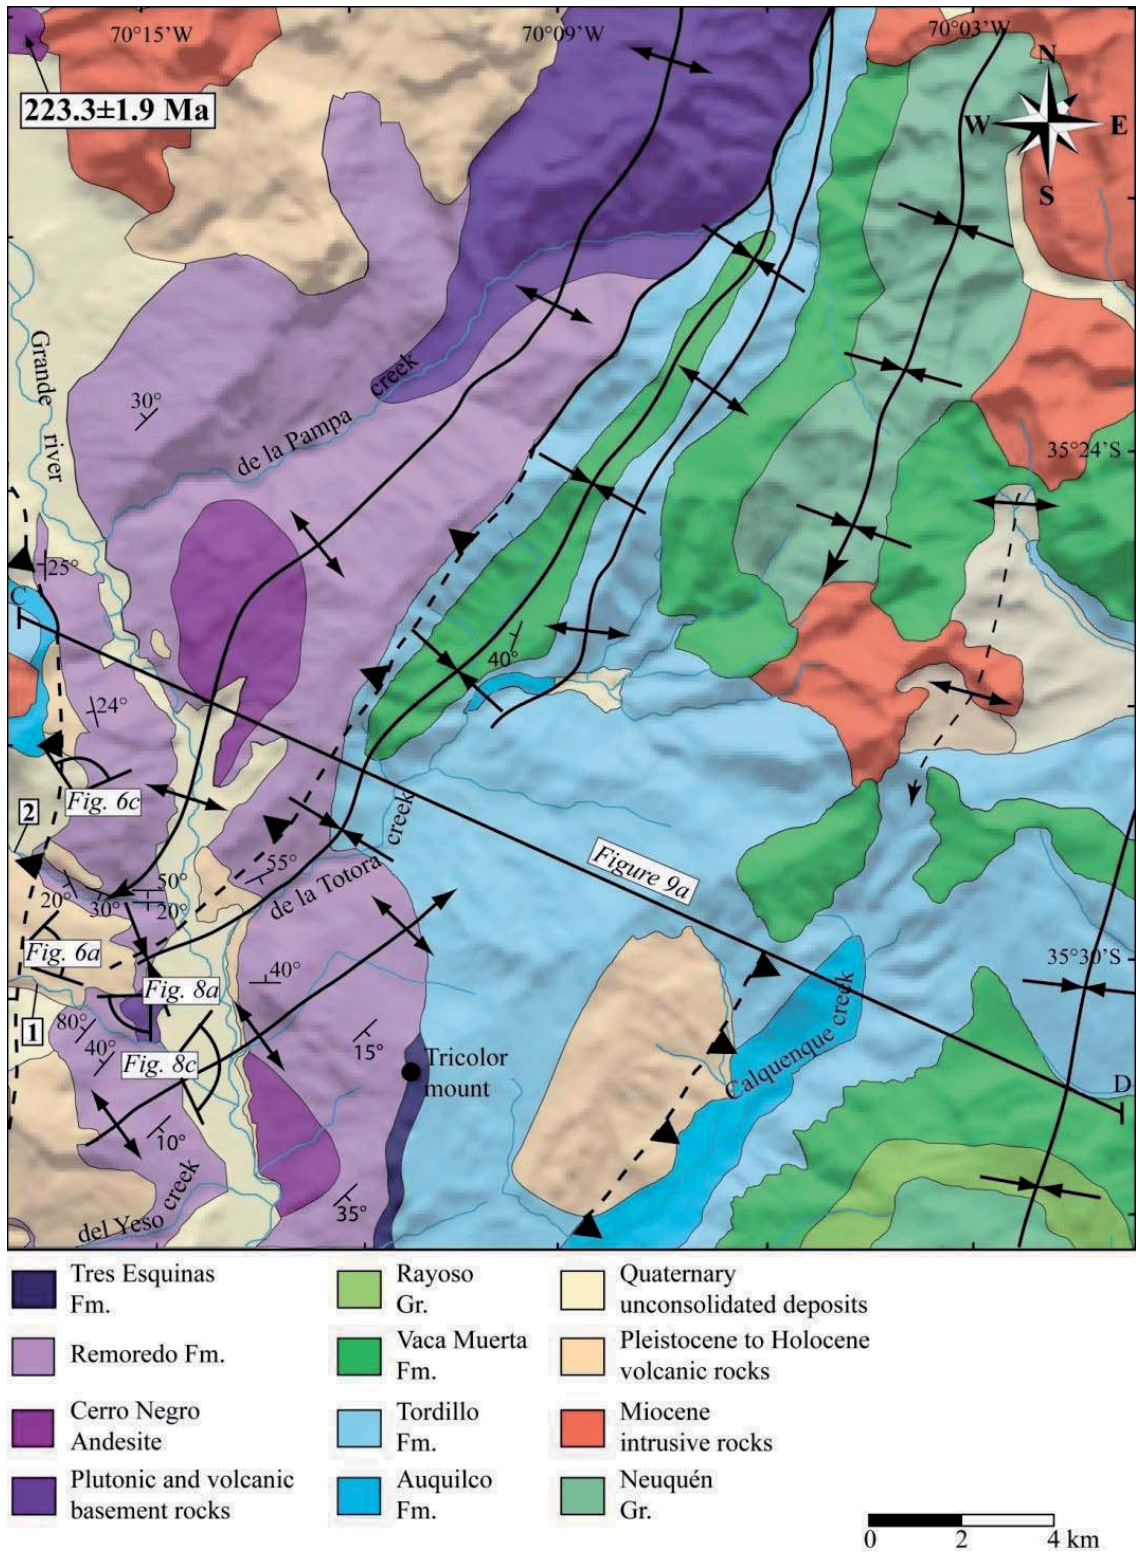 70°15'W
70°09'W
70°03'W
223.3±1.9 Ma
N
W
E
S
Grande river
30°
de la Pampa creek
35°24'S
25°
C
40°
24°
Fig. 6c
2
50°
55°
20°
30°
20°
de la Totora creek
Figure 9a
Fig. 6a
40°
35°30'S
Fig. 8a
1
80°
40°
15°
Fig. 8c
Tricolor
mount
Calquenque creek
D
10°
35°
del Yeso creek
Tres Esquinas
Fm.
Remoredo Fm.
Cerro Negro
Andesite
Plutonic and volcanic
basement rocks
Rayoso
Gr.
Vaca Muerta
Fm.
Tordillo
Fm.
Auquilco
Fm.
Quaternary
unconsolidated deposits
Pleistocene to Holocene
volcanic rocks
Miocene
intrusive rocks
Neuquén
Gr.
0 2 4 km